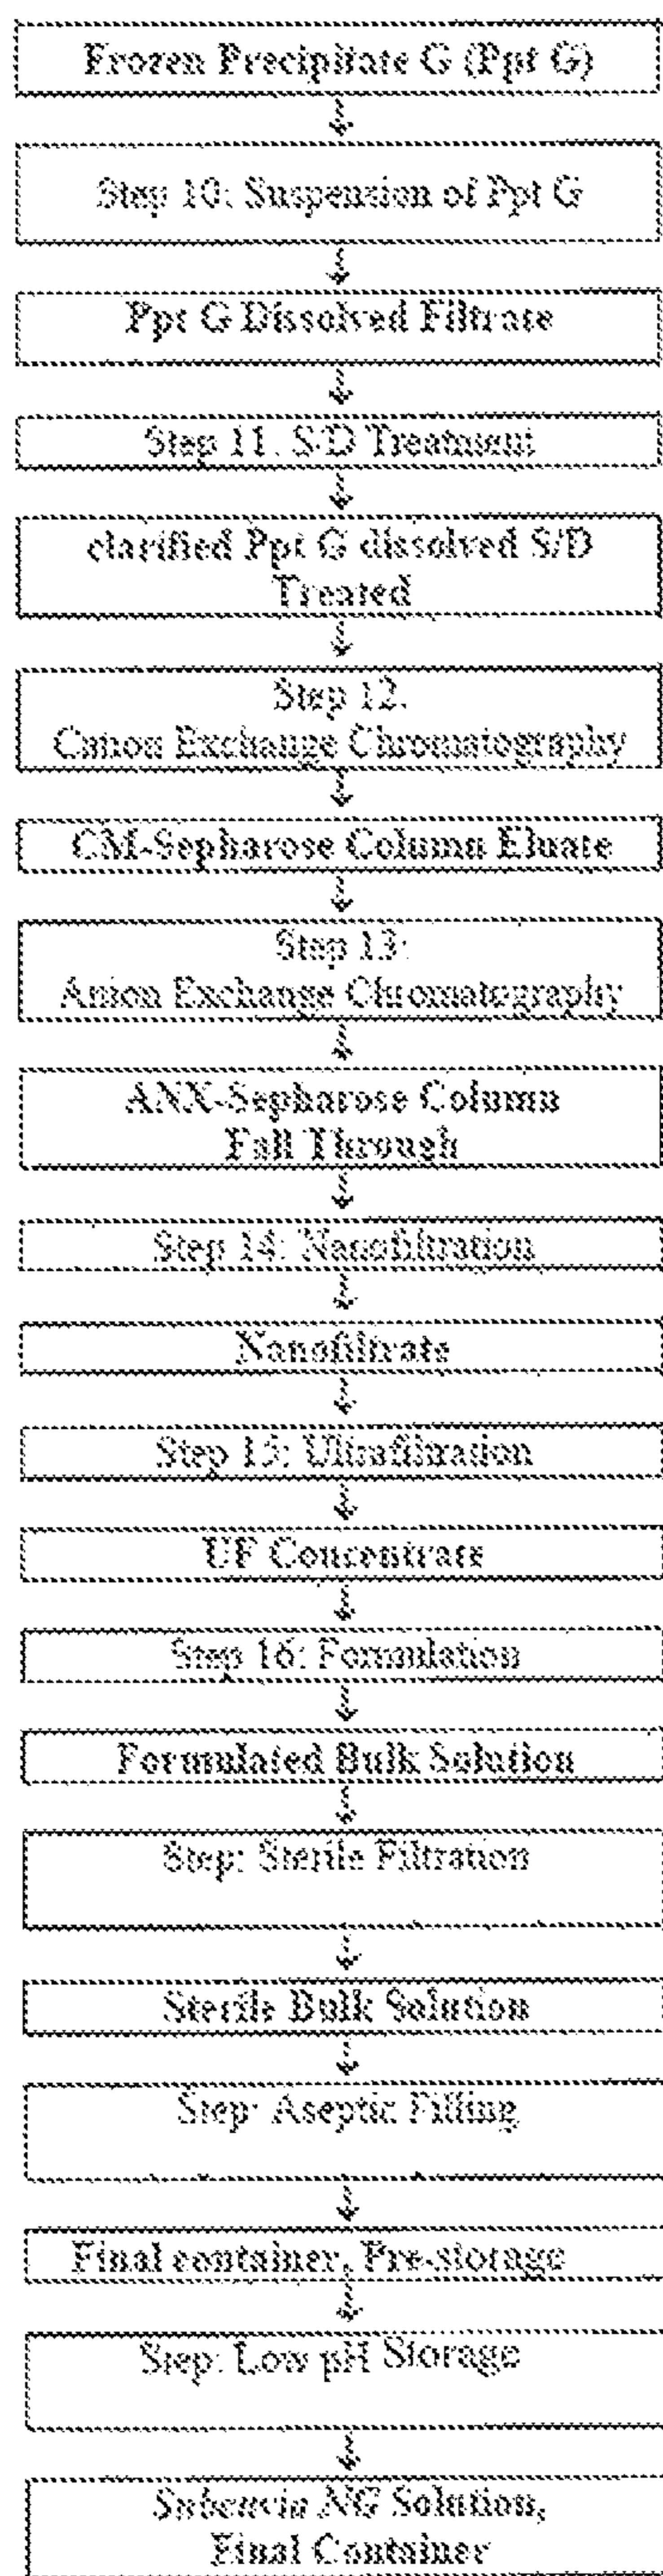 Frozen Precipitate G (Ppt G)
Step 10: Suspension of Ppt G
Ppt G Dissolved Filtrate
Step 11: S/D Treatment
clarified Ppt G dissolved S/D
Treated
Step 12:
Cation Exchange Chromatography
CM-Sepharose Column Eluate
Step 13:
Anion Exchange Chromatography
ANX-Sepharose Column
Fall Through
Step 14: Nanofiltration
Nanofiltrate
Step 15: Ultrafiltration
UF Concentrate
Step 16: Formulation
Formulated Bulk Solution
Step: Sterile Filtration
Sterile Bulk Solution
Step: Aseptic Filling
Final container, Pre-storage
Step: Low pH Storage
NG Solution,
Final Container